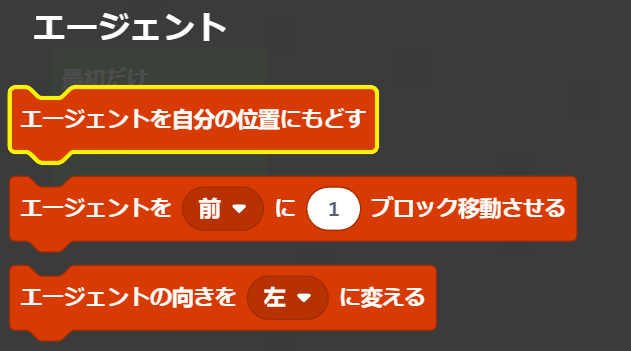 エージェント
最初だけ
エージェントを自分の位置にもどす
エージェントを 前 に 1 ブロック移動させる
エージェントの向きを 左 に変える